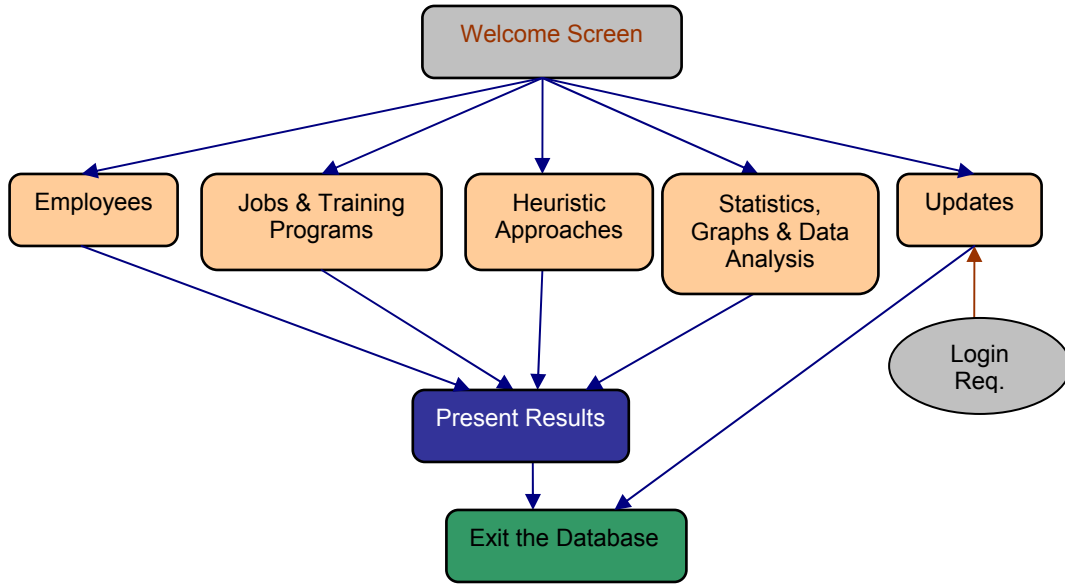 Welcome Screen
Employees
Jobs & Training
Programs
Heuristic
Approaches
Statistics,
Graphs & Data
Analysis
Updates
Login
Req.
Present Results
Exit the Database